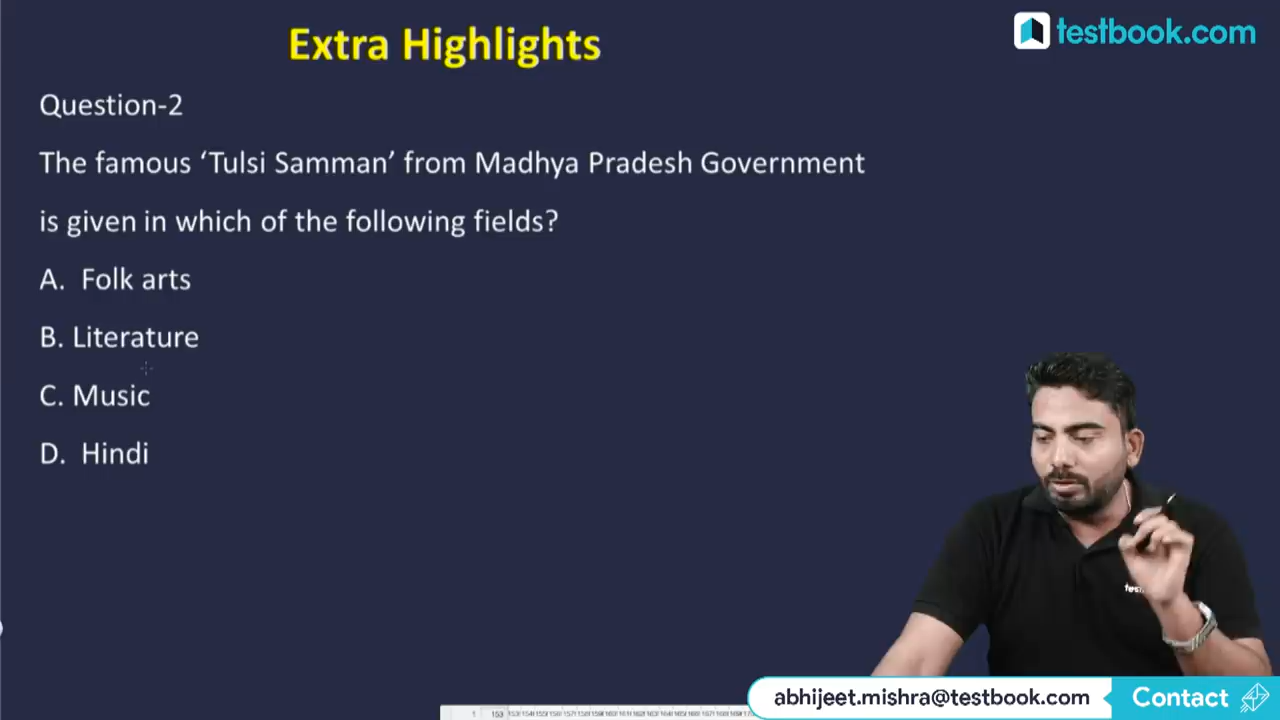 Extra Highlights
testbook.com
Question-2
The famous ‘Tulsi Samman’ from Madhya Pradesh Government
is given in which of the following fields?
A. Folk arts
B. Literature
C. Music
D. Hindi
abhijeet.mishra@testbook.com
Contact